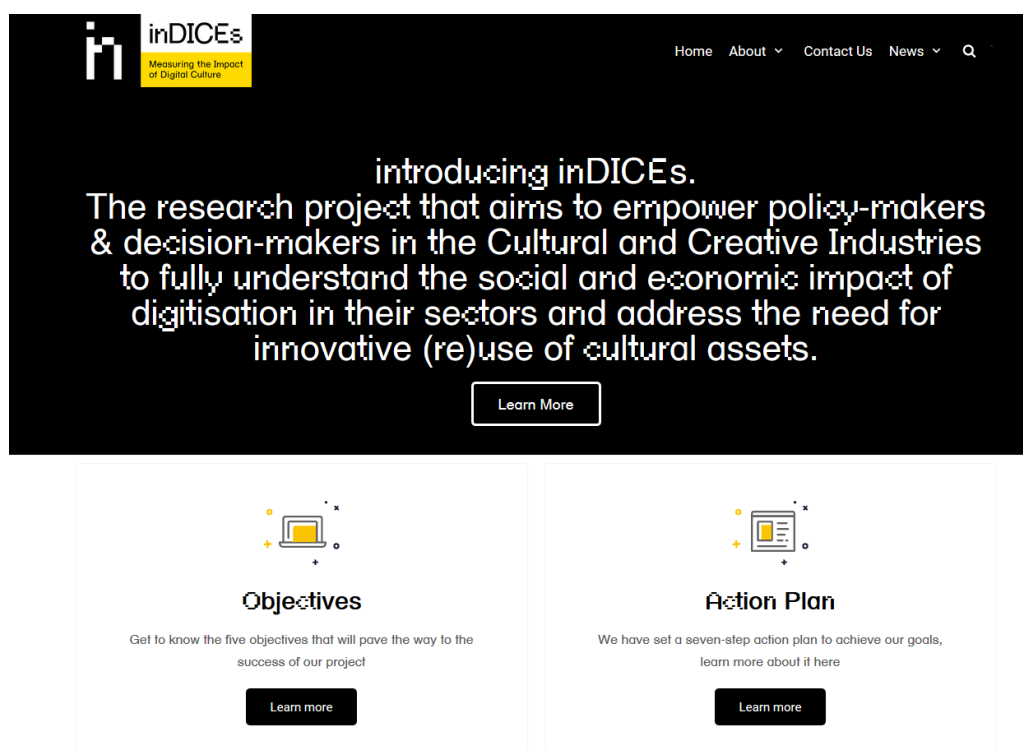 in
inDICEs
Measuring the Impact
of Digital Culture
Home About Contact Us News
introducing inDICEs.
The research project that aims to empower policy-makers
& decision-makers in the Cultural and Creative Industries
to fully understand the social and economic impact of
digitisation in their sectors and address the need for
innovative (re)use of cultural assets.
Learn More
Objectives
Get to know the five objectives that will pave the way to the
success of our project
Learn more
Action Plan
We have set a seven-step action plan to achieve our goals,
learn more about it here
Learn more